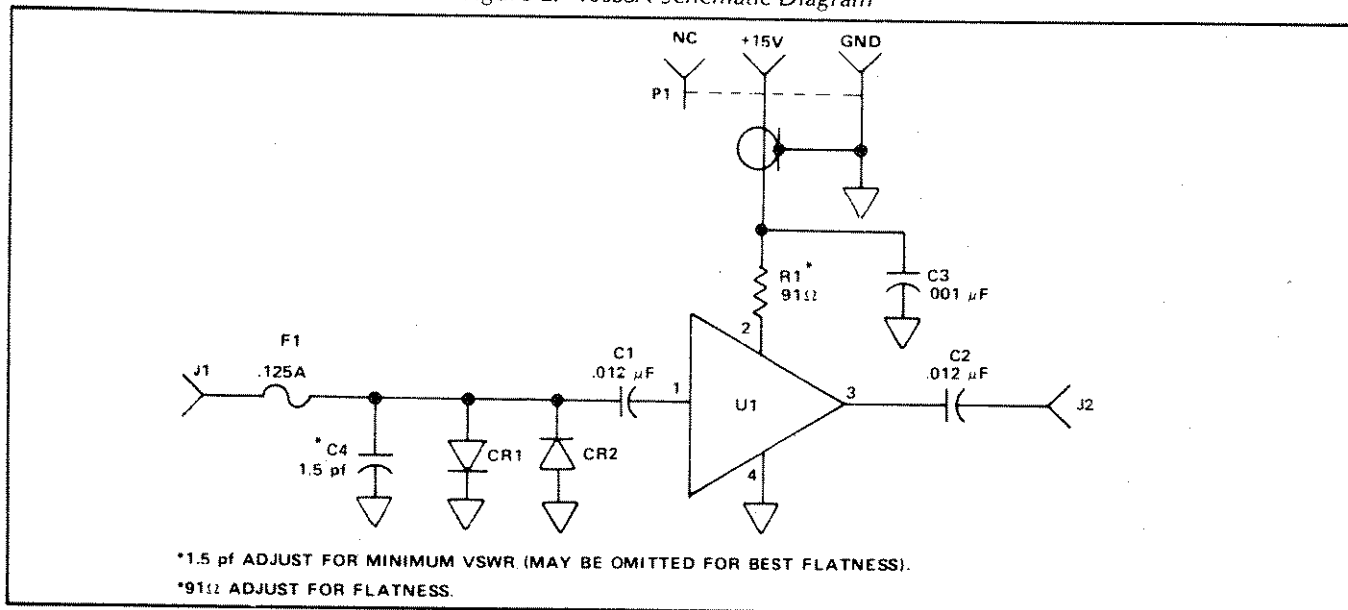 Schematic Diagram
NC +15V GND
P1
R1*
91Ω
C3
.001 µF
F1
.125A
J1
C1
.012 µF
1
2
U1
3
4
C2
.012 µF
J2
*C4
1.5 pf
CR1
CR2
*1.5 pf ADJUST FOR MINIMUM VSWR (MAY BE OMITTED FOR BEST FLATNESS).
*91Ω ADJUST FOR FLATNESS.